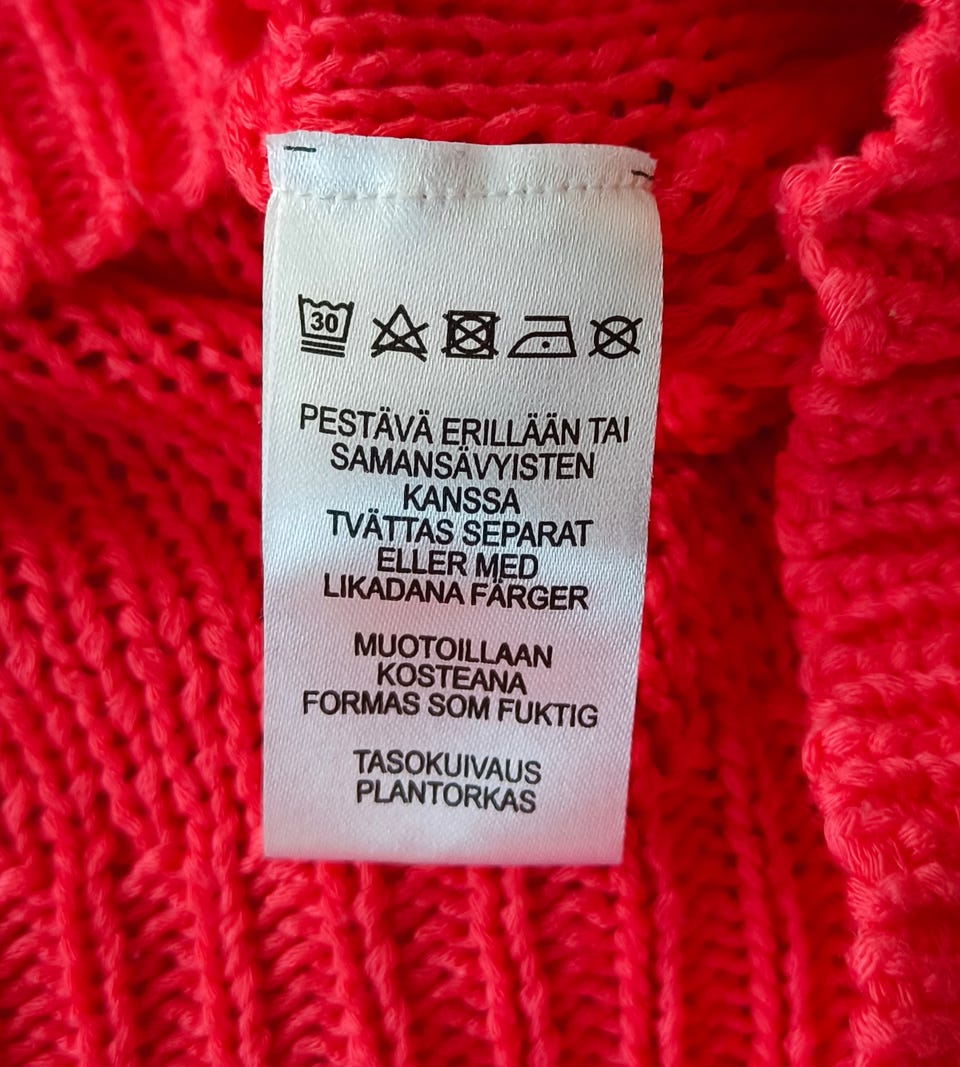 30
PESTÄVÄ ERILLÄÄN TAI
SAMANSÄVYISTEN
KANSSA
TVÄTTAS SEPARAT
ELLER MED
LIKADANA FÄRGER
MUOTOILLAAN
KOSTEANA
FORMAS SOM FUKTIG
TASOKUIVAUS
PLANTORKAS